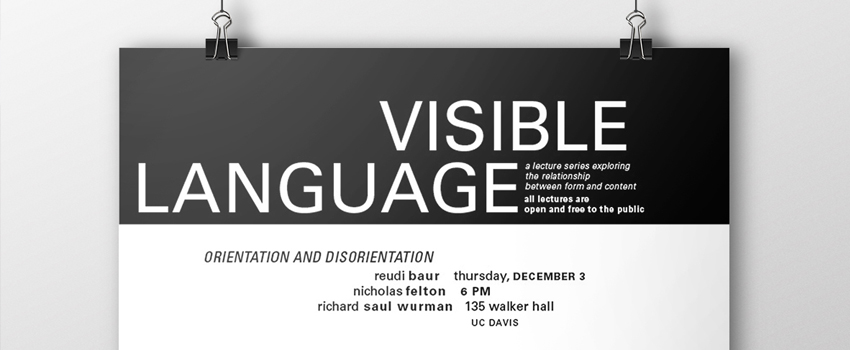 VISIBLE
LANGUAGE
a lecture series exploring
the relationship
between form and content
all lectures are
open and free to the public
ORIENTATION AND DISORIENTATION
reudi baur thursday, DECEMBER 3
nicholas felton 6 PM
richard saul wurman 135 walker hall
UC DAVIS